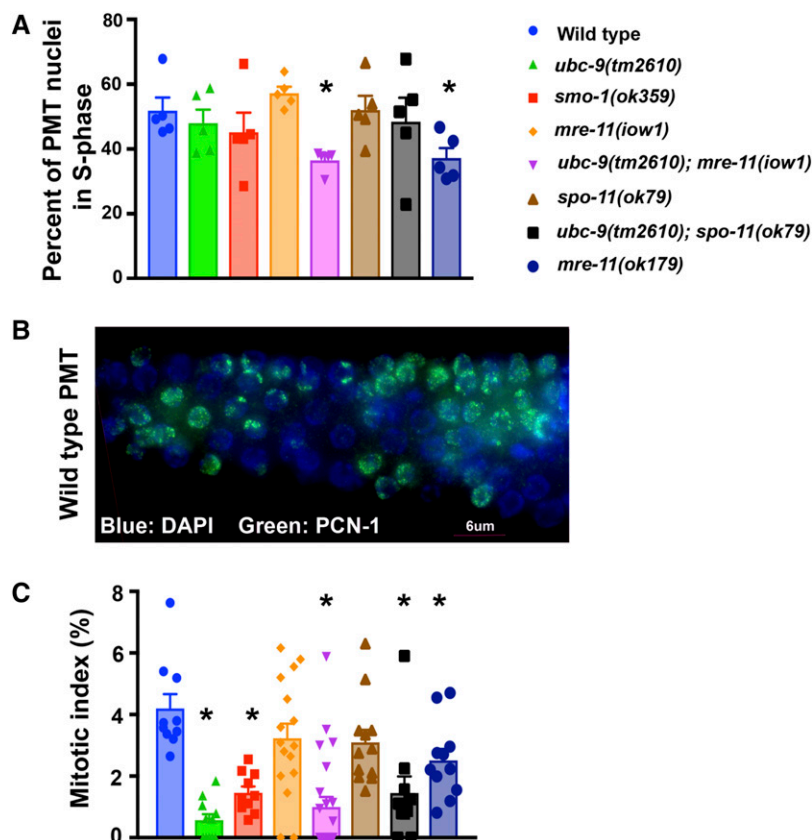 A
Percent of PMT nuclei
in S-phase
80
60
40
20
0
*
*
Wild type
ubc-9(tm2610)
smo-1(ok359)
mre-11(iow1)
ubc-9(tm2610); mre-11(iow1)
spo-11(ok79)
ubc-9(tm2610); spo-11(ok79)
mre-11(ok179)
B
Wild type PMT
Blue: DAPI Green: PCN-1
6um
C
Mitotic index (%)
8
6
4
2
0
*
*
*
*
*